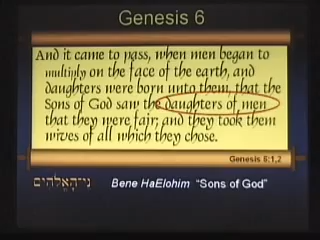 Genesis 6
And it came to pass, when men began to
multiply on the face of the earth, and
daughters were born unto them, that the
Sons of God saw the daughters of men
that they were fair; and they took them
wives of all which they chose.
Genesis 6:1,2
ני־הָאֱלֹהִים Bene HaElohim “Sons of God”